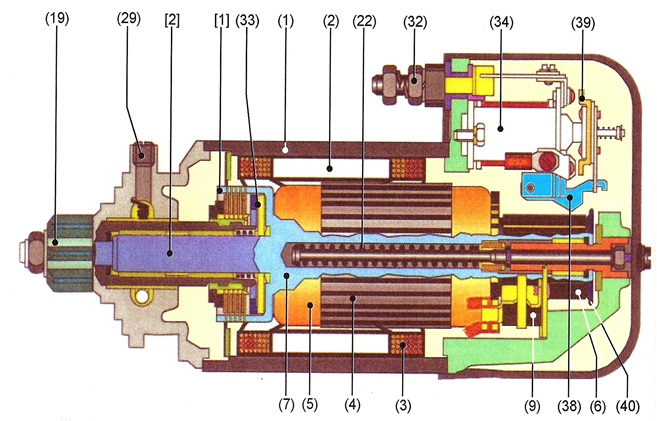 (19) (29) [2] [1] (33) (1) (2) (22) (32) (34) (39)
(7) (5) (4) (3) (9) (38) (6) (40)